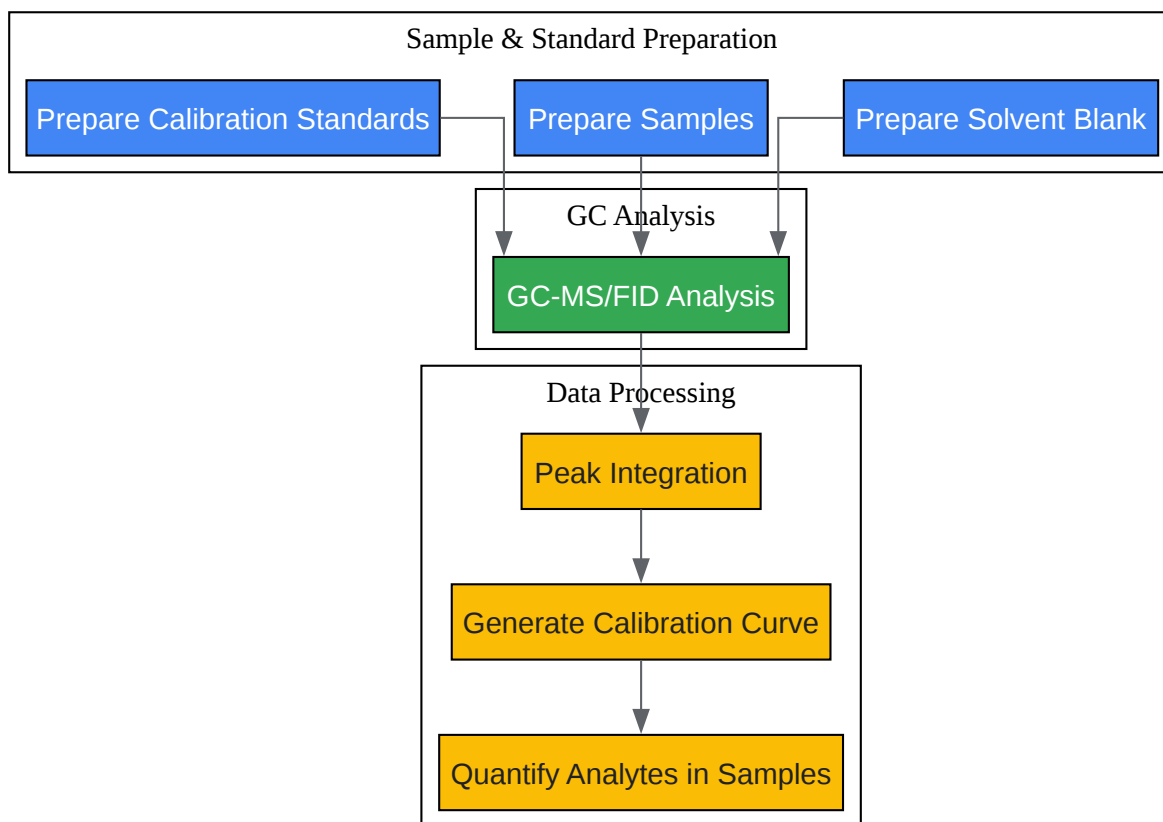 Sample & Standard Preparation
Prepare Calibration Standards
Prepare Samples
Prepare Solvent Blank
GC Analysis
GC-MS/FID Analysis
Data Processing
Peak Integration
Generate Calibration Curve
Quantify Analytes in Samples